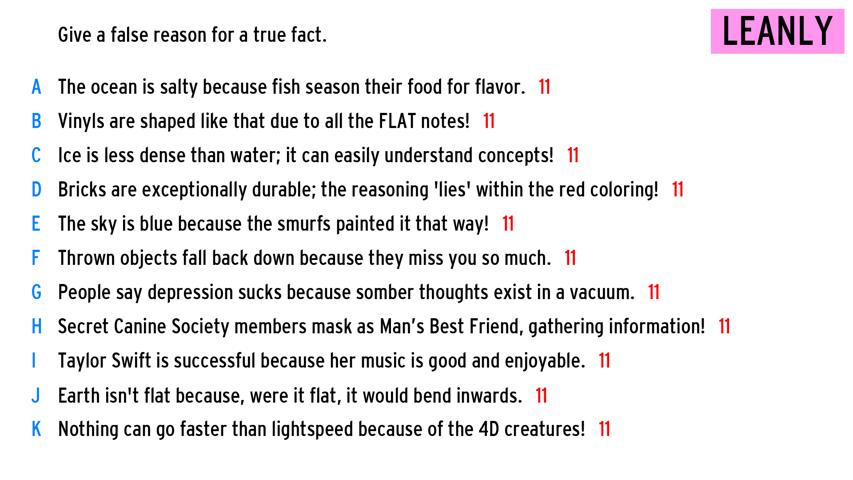 Give a false reason for a true fact.
LEANLY
A The ocean is salty because fish season their food for flavor. 11
B Vinyls are shaped like that due to all the FLAT notes! 11
C Ice is less dense than water; it can easily understand concepts! 11
D Bricks are exceptionally durable; the reasoning 'lies' within the red coloring! 11
E The sky is blue because the smurfs painted it that way! 11
F Thrown objects fall back down because they miss you so much. 11
G People say depression sucks because somber thoughts exist in a vacuum. 11
H Secret Canine Society members mask as Man’s Best Friend, gathering information! 11
I Taylor Swift is successful because her music is good and enjoyable. 11
J Earth isn't flat because, were it flat, it would bend inwards. 11
K Nothing can go faster than lightspeed because of the 4D creatures! 11